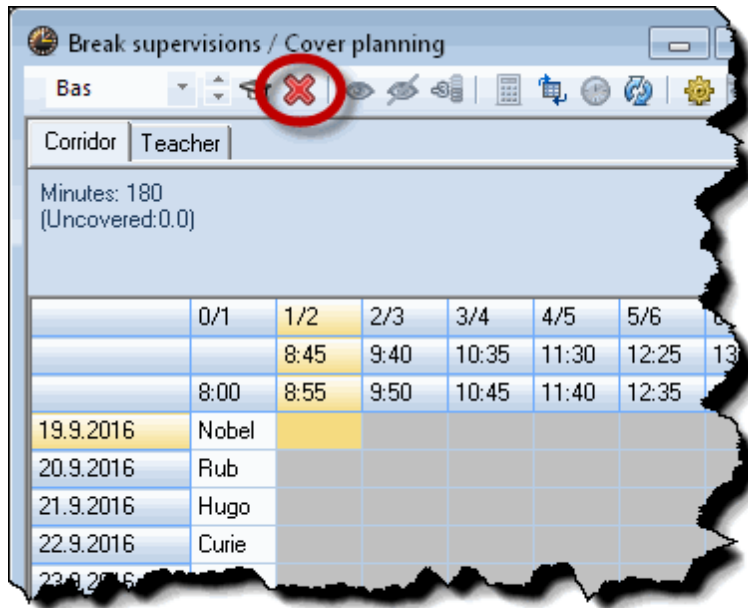 Break supervisions / Cover planning
Bas
Corridor Teacher
Minutes: 180
(Uncovered:0.0)
0/1 1/2 2/3 3/4 4/5 5/6
8:45 9:40 10:35 11:30 12:25
8:00 8:55 9:50 10:45 11:40 12:35
19.9.2016 Nobel
20.9.2016 Rub
21.9.2016 Hugo
22.9.2016 Curie